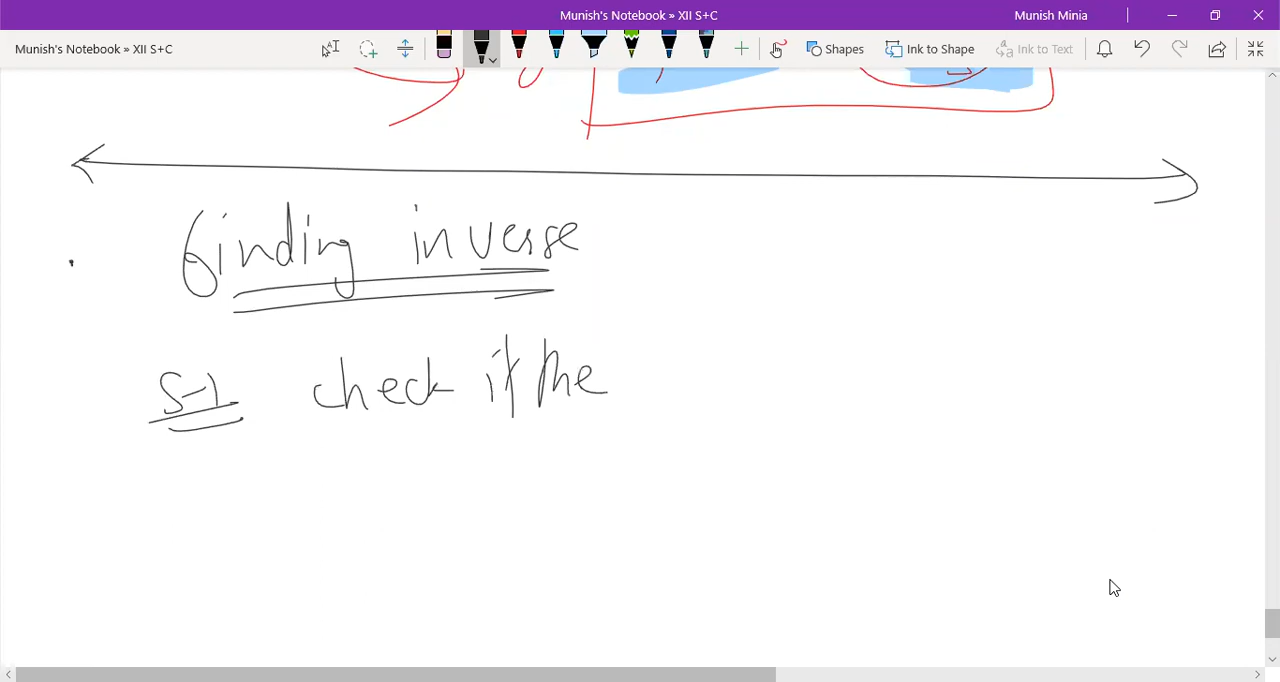 Munish's Notebook » XII S+C
Munish Minia
Munish's Notebook » XII S+C
Shapes
Ink to Shape
Ink to Text
finding inverse
S-1 check if the